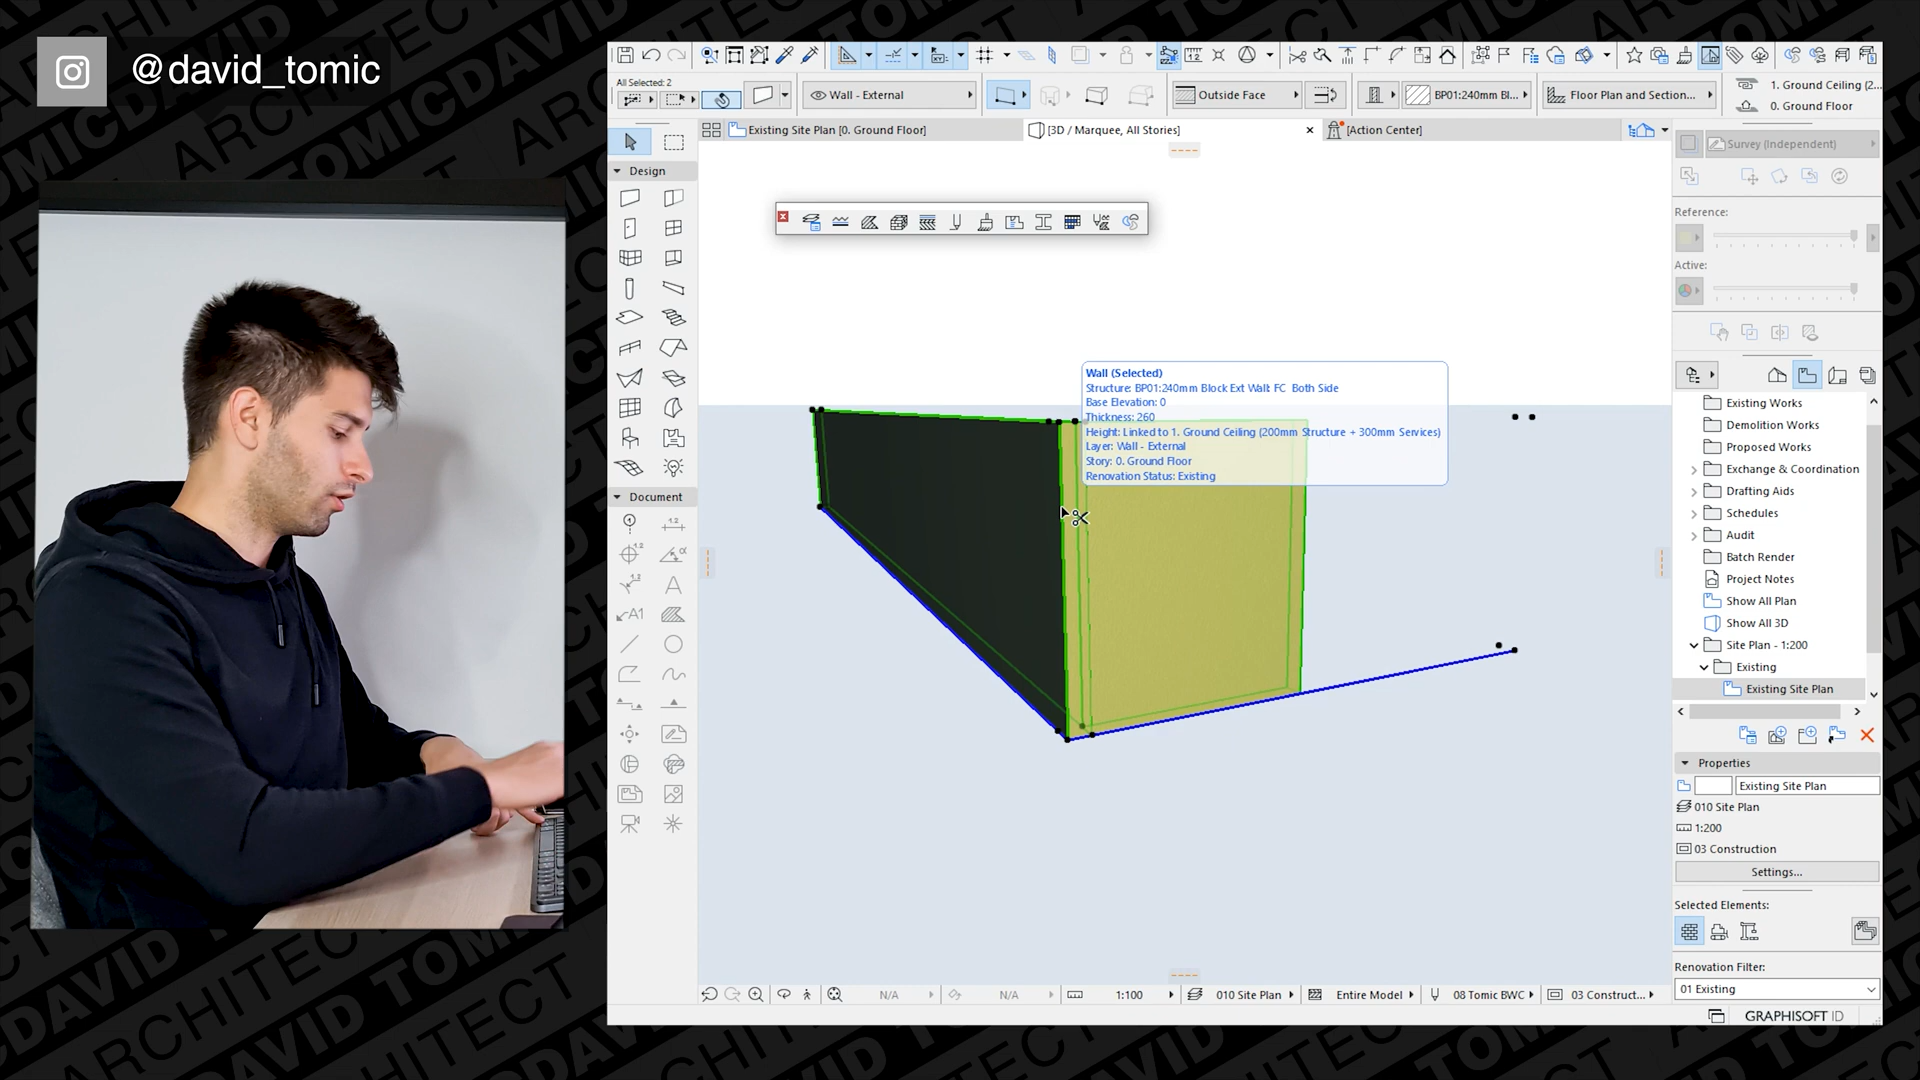 @david_tomic
All Selected: 2
Wall - External
Outside Face
BP01:240mm Bl...
Floor Plan and Section...
1. Ground Ceiling (2...
0. Ground Floor
Existing Site Plan [0. Ground Floor]
[3D / Marquee, All Stories]
[Action Center]
Survey (Independent)
Design
Reference:
Active:
Wall (Selected)
Structure: BP01:240mm Block Ext Wall: FC Both Side
Base Elevation: 0
Thickness: 260
Height: Linked to 1. Ground Ceiling (200mm Structure + 300mm Services)
Layer: Wall - External
Story: 0. Ground Floor
Renovation Status: Existing
Existing Works
Demolition Works
Proposed Works
Exchange & Coordination
Drafting Aids
Schedules
Audit
Batch Render
Project Notes
Show All Plan
Show All 3D
Site Plan - 1:200
Existing
Existing Site Plan
Document
Properties
Existing Site Plan
010 Site Plan
1:200
03 Construction
Settings...
Selected Elements:
Renovation Filter:
01 Existing
N/A
N/A
1:100
010 Site Plan
Entire Model
08 Tomic BWC
03 Construct...
GRAPHISOFT ID